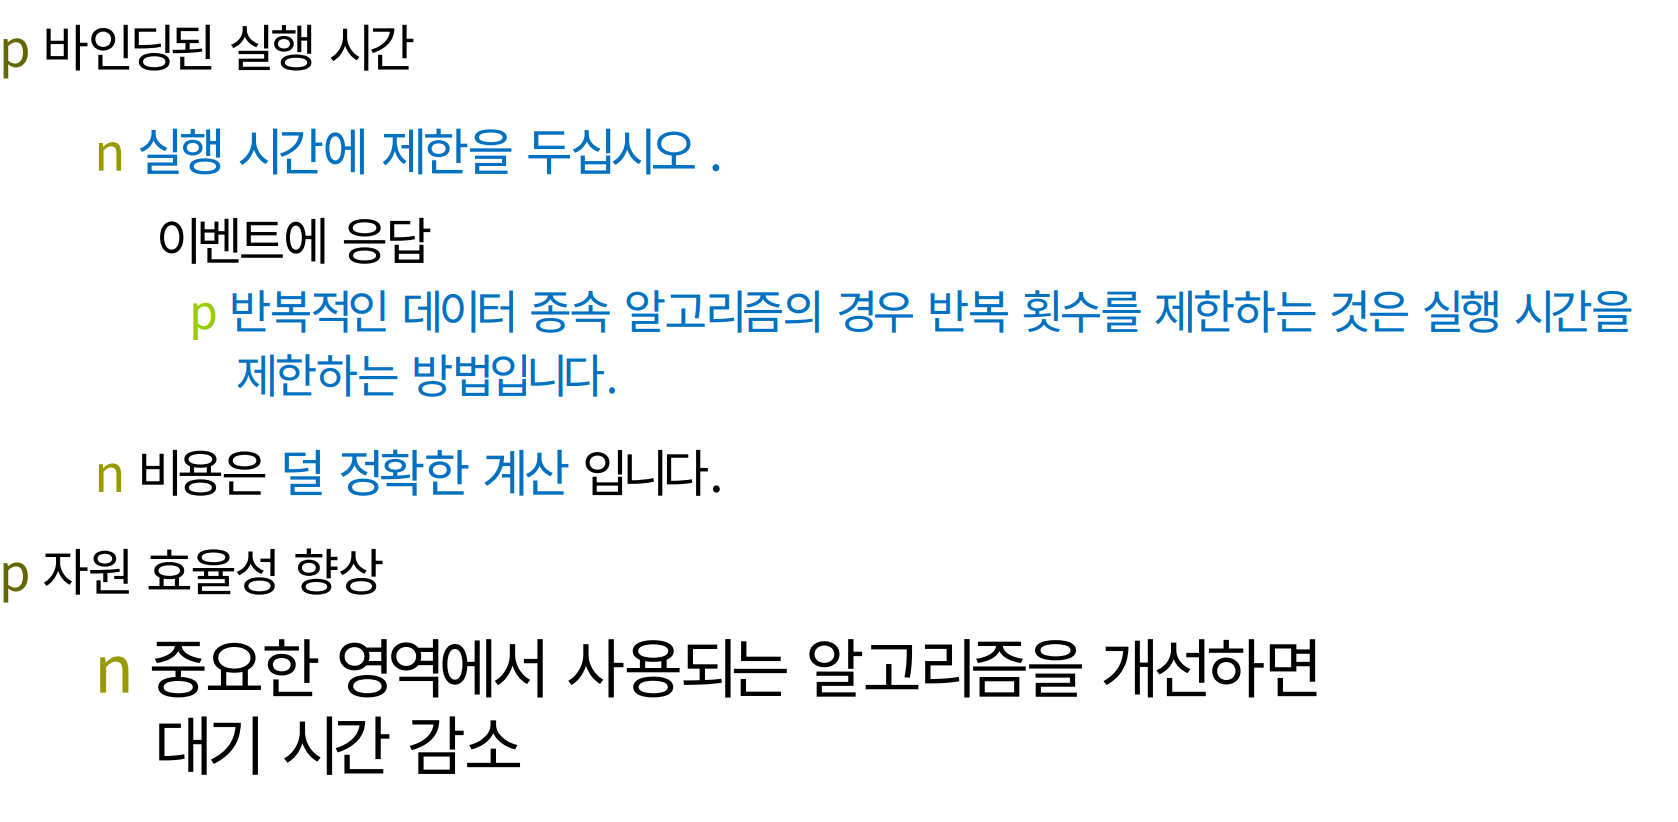 p 바인딩된 실행 시간
n 실행 시간에 제한을 두십시오 .
이벤트에 응답
p 반복적인 데이터 종속 알고리즘의 경우 반복 횟수를 제한하는 것은 실행 시간을
제한하는 방법입니다.
n 비용은 덜 정확한 계산 입니다.
p 자원 효율성 향상
n 중요한 영역에서 사용되는 알고리즘을 개선하면
대기 시간 감소